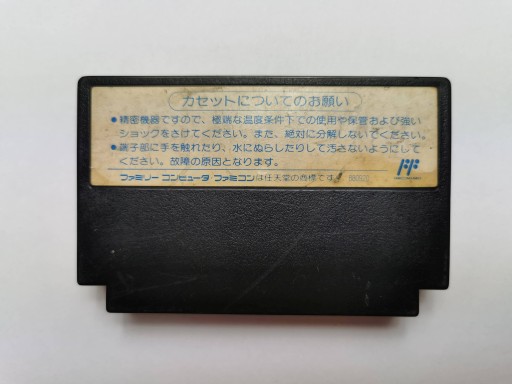 カセットについてのお願い
●精密機器ですので、極端な温度条件下での使用や保管および強い
ショックをさけてください。また、絶対に分解しないでください。
●端子部に手を触れたり、水にぬらしたりして汚さないようにして
ください。故障の原因となります。
ファミリー コンピュータ ファミコンは任天堂の商標です。